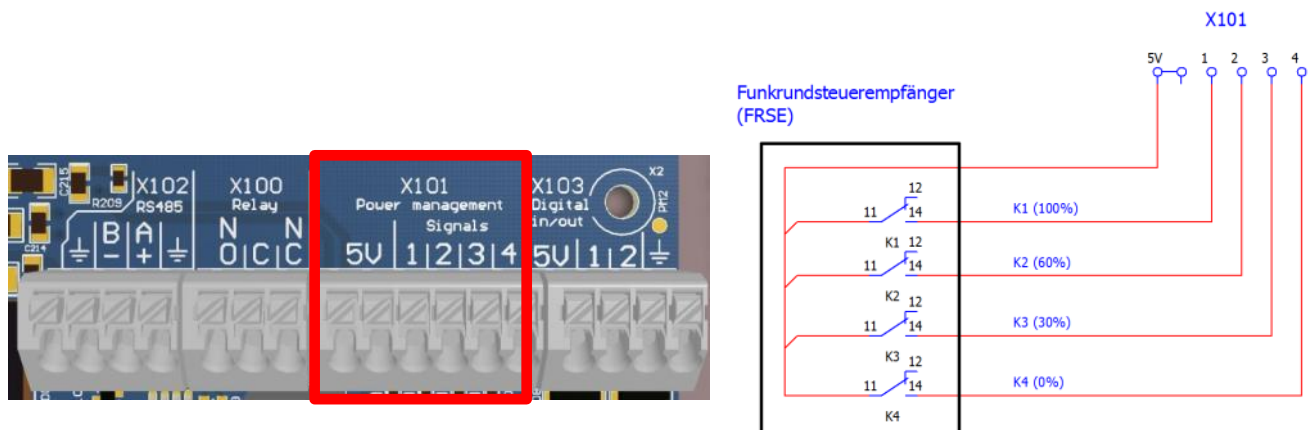 C215
R209
C214
X102
RS485
B
-
A
+
X100
Relay
N N
O|C|C
X101
Power management
Signals
5V|1|2|3|4
X103
Digital
in/out
5V|1|2
X2
PM12
Funkrundsteuerempfänger
(FRSE)
X101
5V 1 2 3 4
12
11 14 K1 (100%)
K1 12
11 14 K2 (60%)
K2 12
11 14 K3 (30%)
K3 12
11 14 K4 (0%)
K4